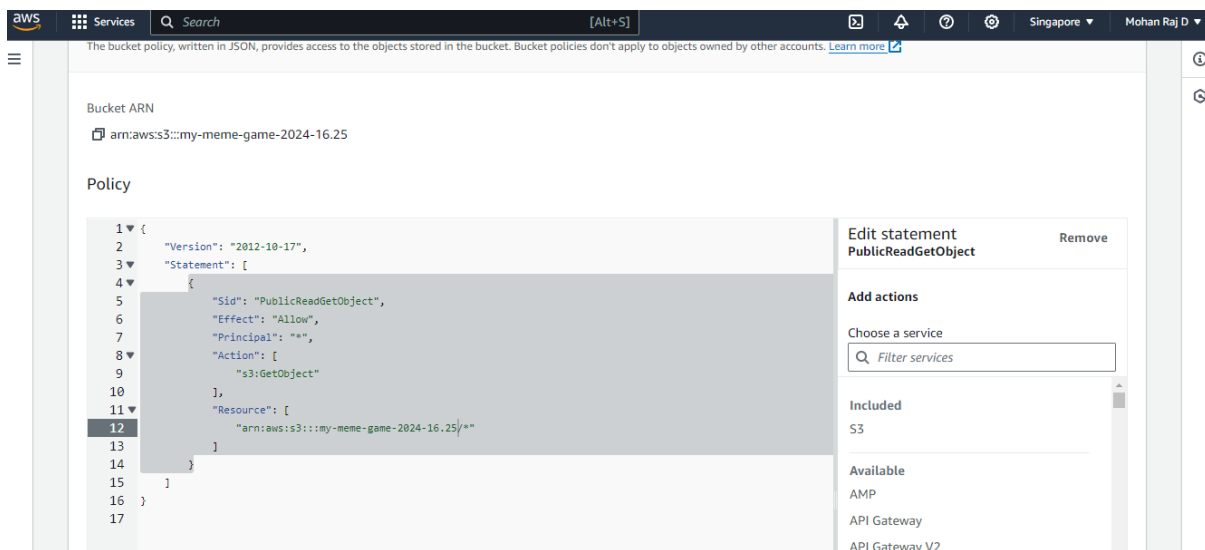 aws Services Search [Alt+S] Singapore Mohan Raj D
The bucket policy, written in JSON, provides access to the objects stored in the bucket. Bucket policies don't apply to objects owned by other accounts. Learn more
Bucket ARN
arn:aws:s3:::my-meme-game-2024-16.25
Policy
1 {
2 "Version": "2012-10-17",
3 "Statement": [
4 {
5 "Sid": "PublicReadGetObject",
6 "Effect": "Allow",
7 "Principal": "*",
8 "Action": [
9 "s3:GetObject"
10 ],
11 "Resource": [
12 "arn:aws:s3:::my-meme-game-2024-16.25/*"
13 ]
14 }
15 ]
16 }
17
Edit statement Remove
PublicReadGetObject
Add actions
Choose a service
Filter services
Included
S3
Available
AMP
API Gateway
API Gateway V2